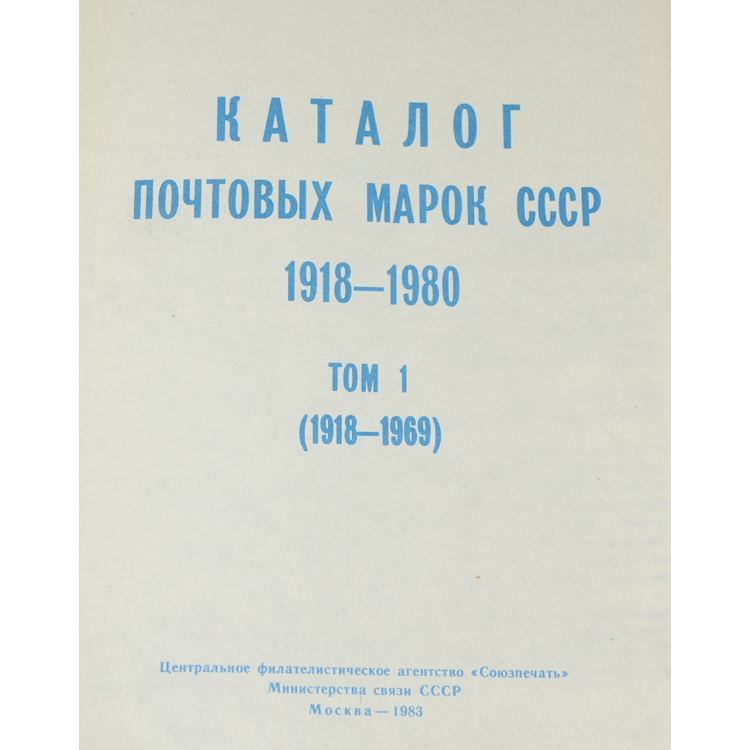 КАТАЛОГ
ПОЧТОВЫХ МАРОК СССР
1918—1980
ТОМ 1
(1918—1969)
Центральное филателистическое агентство «Союзпечать»
Министерства связи СССР
Москва — 1983